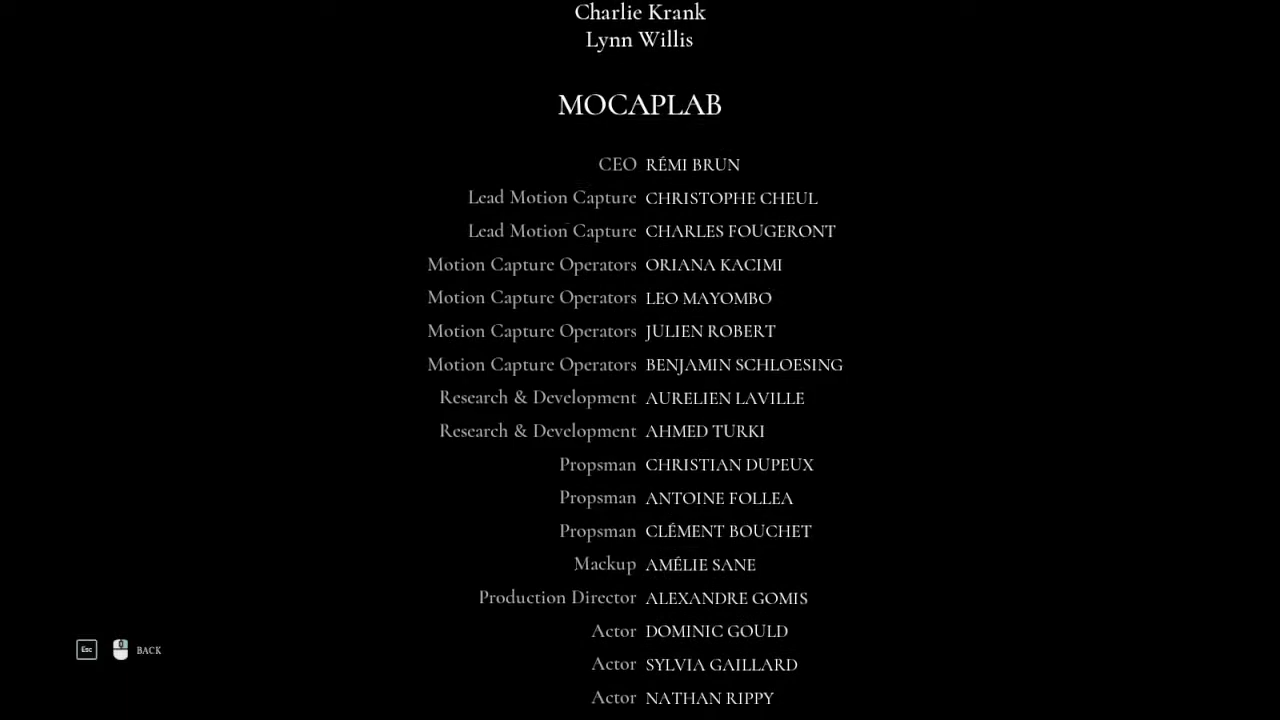 Charlie Krank
Lynn Willis
MOCAPLAB
CEO RÉMI BRUN
Lead Motion Capture CHRISTOPHE CHEUL
Lead Motion Capture CHARLES FOUGERONT
Motion Capture Operators ORIANA KACIMI
Motion Capture Operators LEO MAYOMBO
Motion Capture Operators JULIEN ROBERT
Motion Capture Operators BENJAMIN SCHLOESING
Research & Development AURELIEN LAVILLE
Research & Development AHMED TURKI
Propsman CHRISTIAN DUPEUX
Propsman ANTOINE FOLLEA
Propsman CLÉMENT BOUCHET
Mackup AMÉLIE SANE
Production Director ALEXANDRE GOMIS
Actor DOMINIC GOULD
Esc BACK
Actor SYLVIA GAILLARD
Actor NATHAN RIPPY